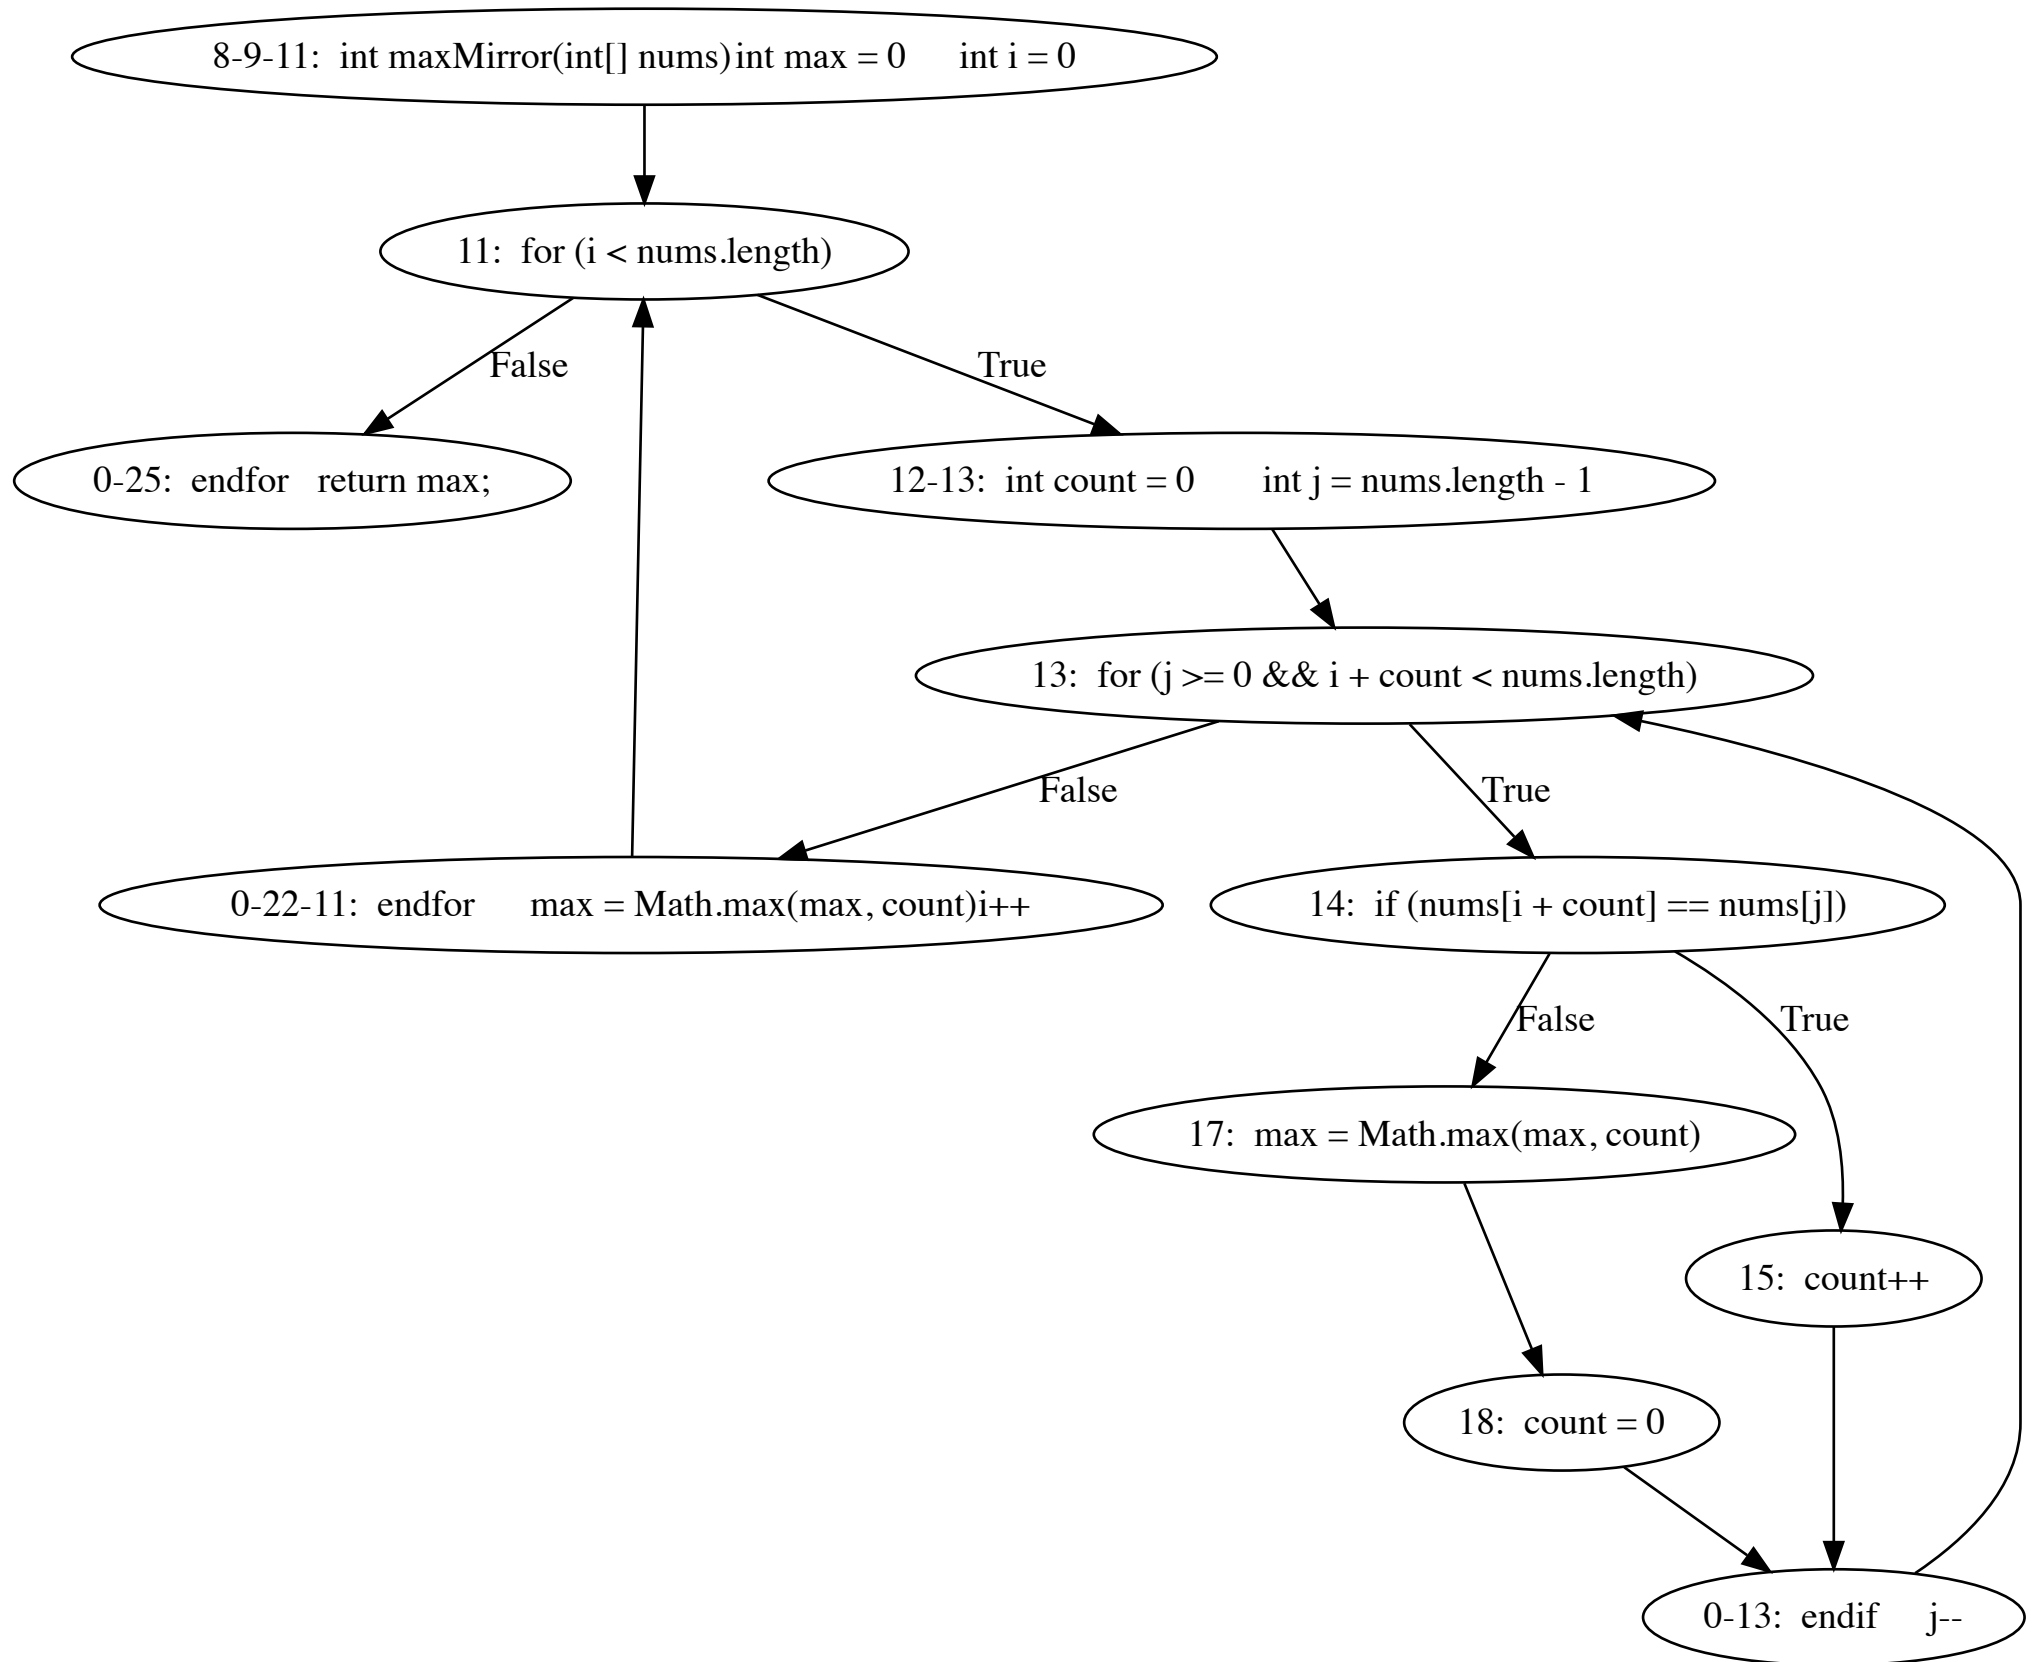 8-9-11: int maxMirror(int[] nums)int max = 0 int i = 0
11: for (i < nums.length)
False
True
0-25: endfor return max;
12-13: int count = 0 int j = nums.length - 1
13: for (j >= 0 && i + count < nums.length)
False
True
0-22-11: endfor max = Math.max(max, count)i++
14: if (nums[i + count] == nums[j])
False
True
17: max = Math.max(max, count)
15: count++
18: count = 0
0-13: endif j--